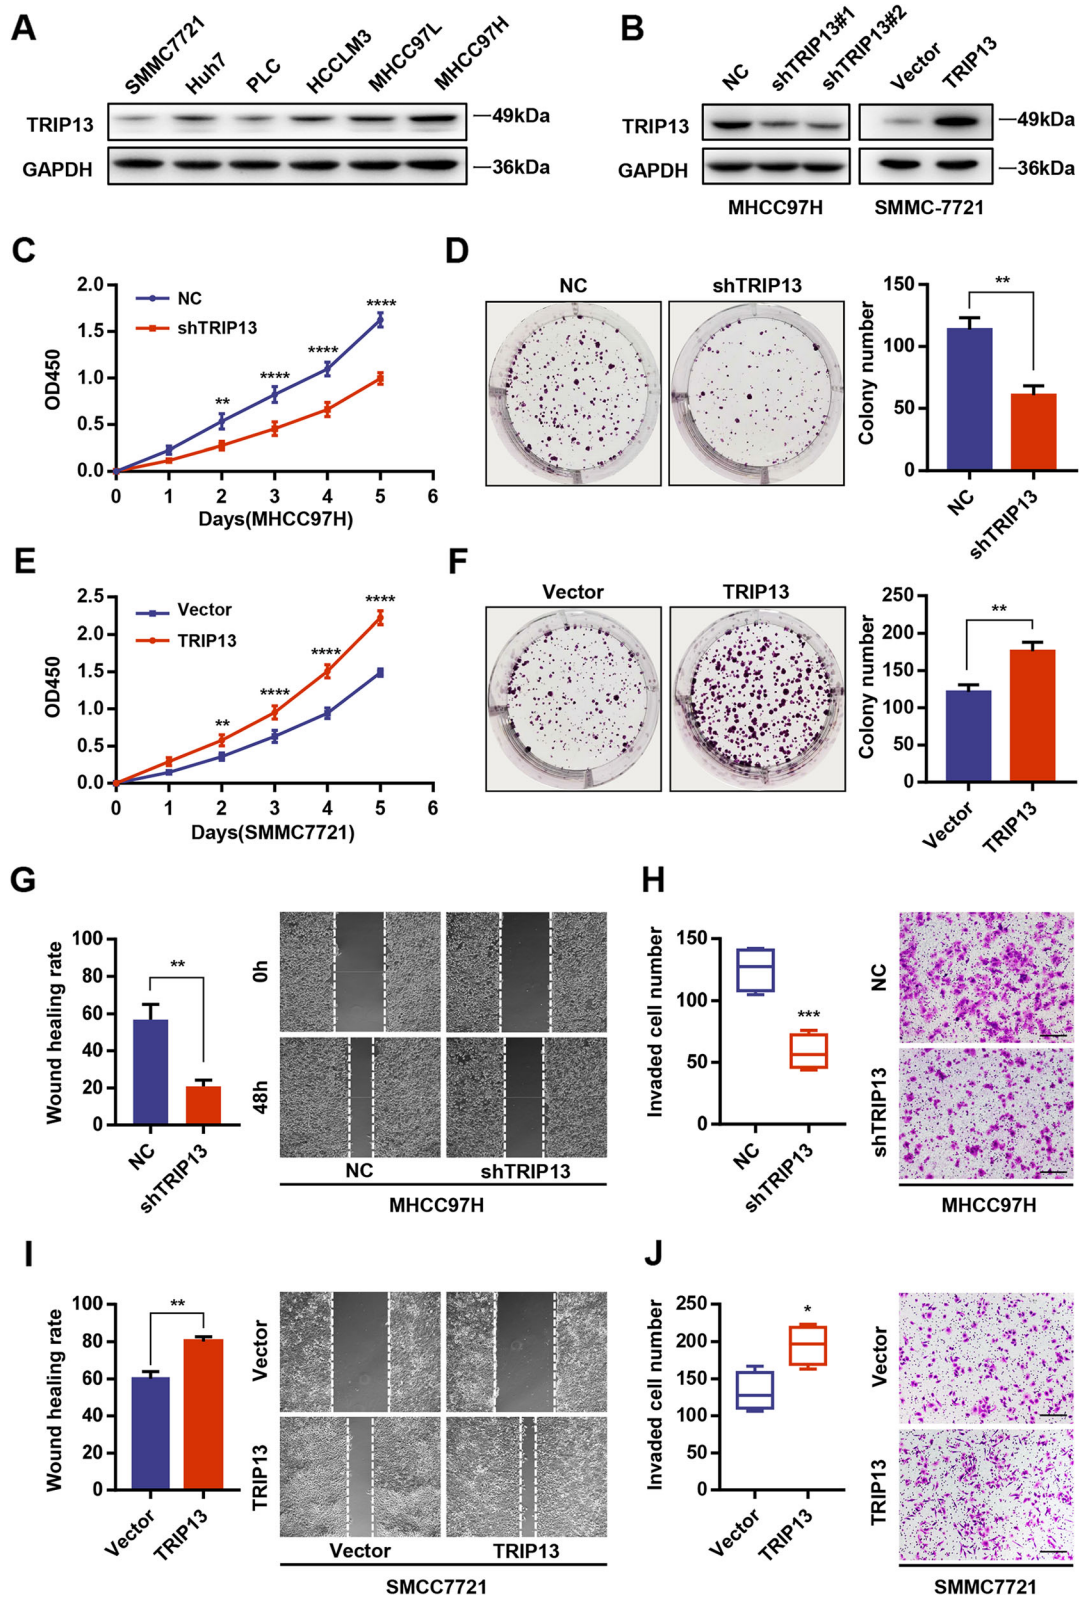 A
SMMC7721 Huh7 PLC HCCLM3 MHCC97L MHCC97H
TRIP13 —49kDa
GAPDH —36kDa
B
NC shTRIP13#1 shTRIP13#2 Vector TRIP13
TRIP13 —49kDa
GAPDH —36kDa
MHCC97H SMMC-7721
C
2.0
1.5
1.0
0.5
0.0
OD450
NC
shTRIP13
** **** **** ****
0 1 2 3 4 5 6
Days(MHCC97H)
D
NC shTRIP13
Colony number
150
100
50
0
**
NC shTRIP13
E
2.5
2.0
1.5
1.0
0.5
0.0
OD450
Vector
TRIP13
** **** **** ****
0 1 2 3 4 5 6
Days(SMMC7721)
F
Vector TRIP13
Colony number
250
200
150
100
50
0
**
Vector TRIP13
G
Wound healing rate
100
80
60
40
20
0
**
NC shTRIP13
0h
48h
NC shTRIP13
MHCC97H
H
Invaded cell number
150
100
50
0
***
NC shTRIP13
NC
shTRIP13
MHCC97H
I
Wound healing rate
100
80
60
40
20
0
**
Vector TRIP13
Vector
TRIP13
Vector TRIP13
SMCC7721
J
Invaded cell number
250
200
150
100
50
0
*
Vector TRIP13
Vector
TRIP13
SMMC7721